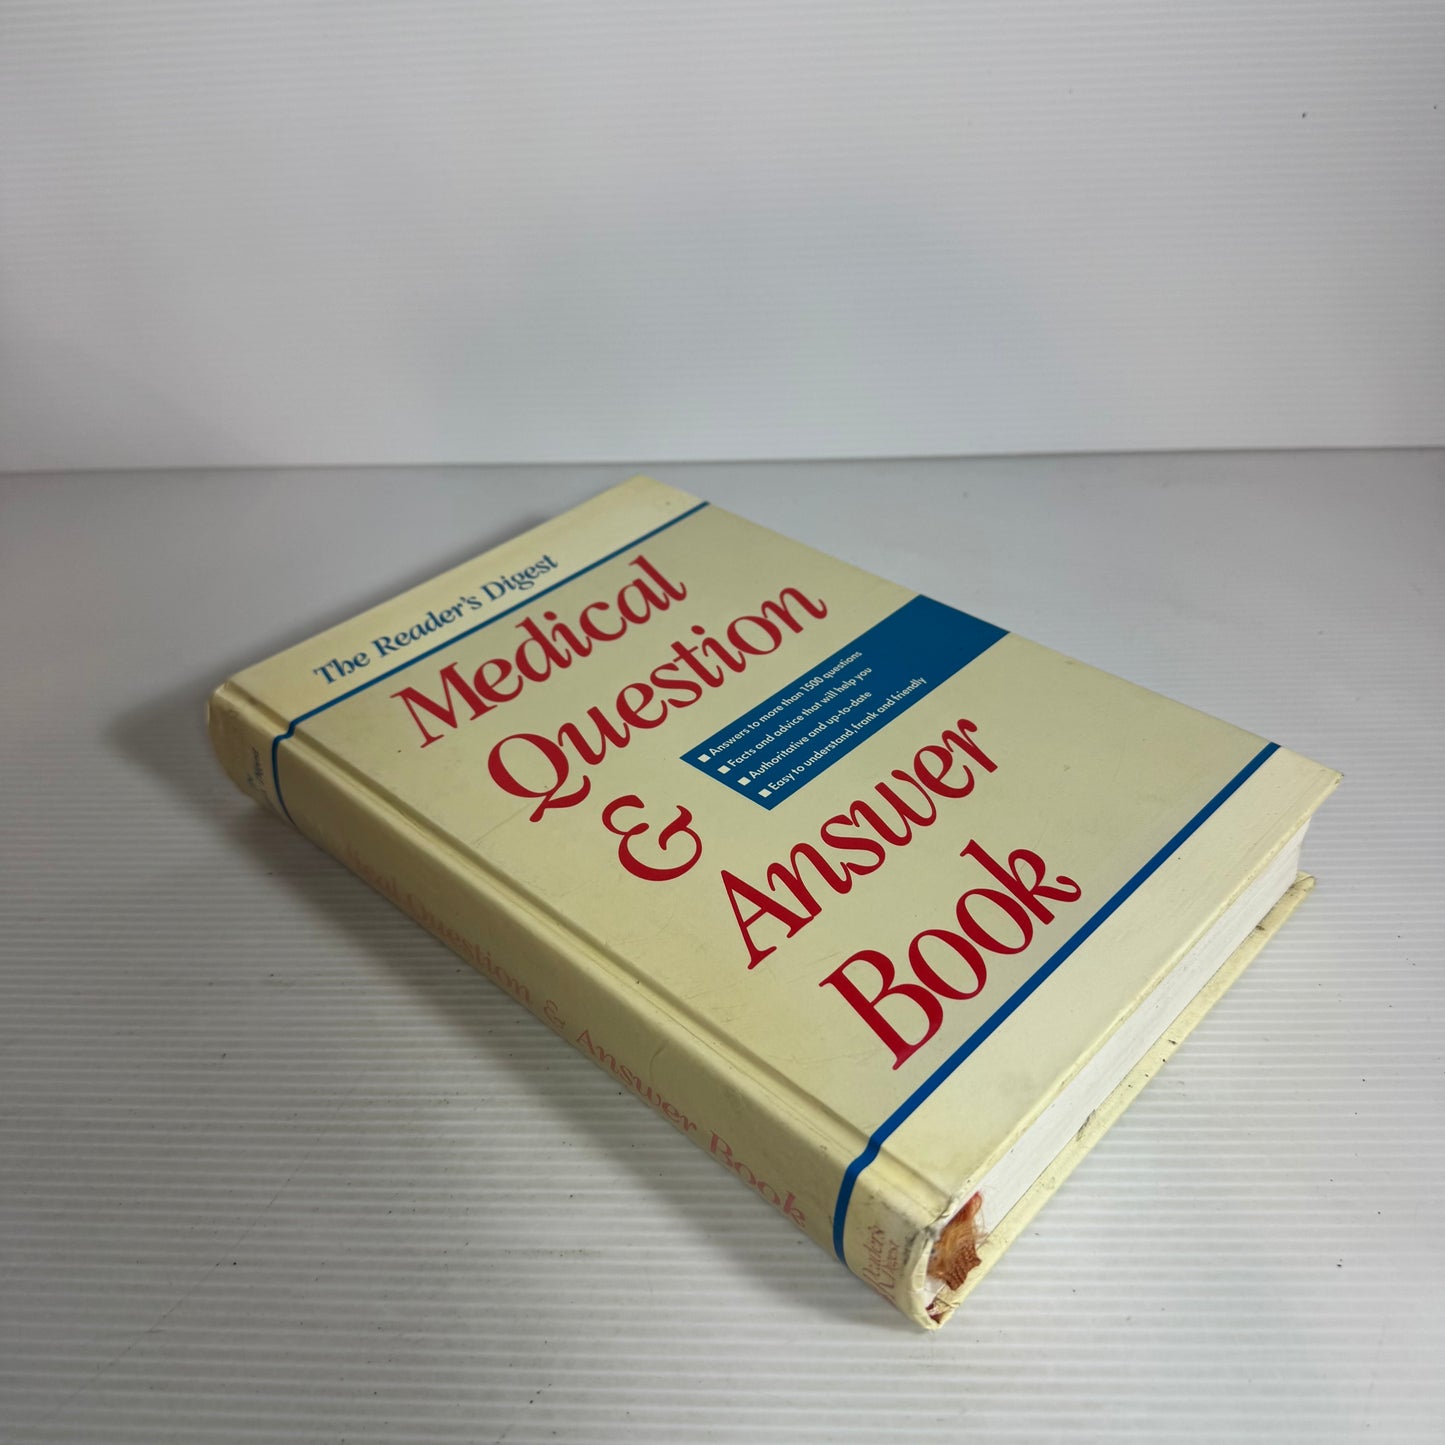 The Reader's Digest
Medical
Question
&
Answer
Book
■ Answers to more than 1500 questions
■ Facts and advice that will help you
■ Authoritative and up-to-date
■ Easy to understand, frank and friendly
Question & Answer Book
Reader's
Digest